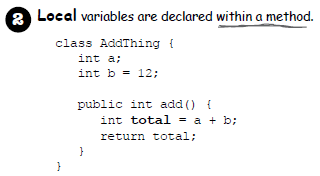 2 Local variables are declared within a method.
class AddThing {
int a;
int b = 12;
public int add() {
int total = a + b;
return total;
}
}